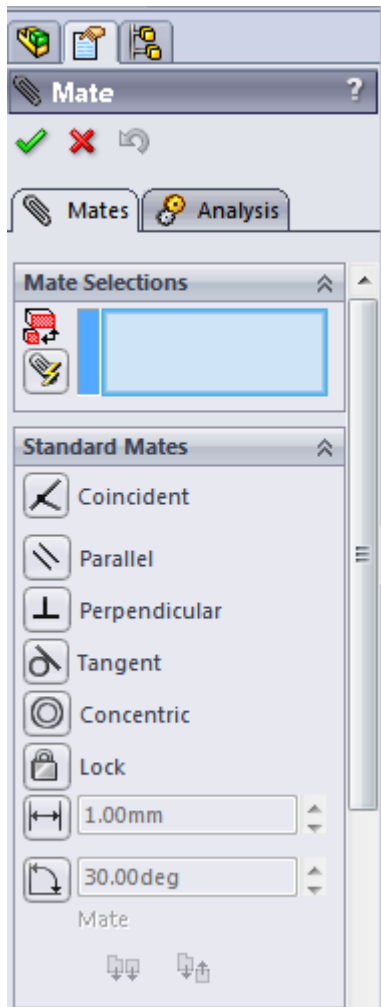 Mate ?
Mates Analysis
Mate Selections
Standard Mates
Coincident
Parallel
Perpendicular
Tangent
Concentric
Lock
1.00mm
30.00deg
Mate